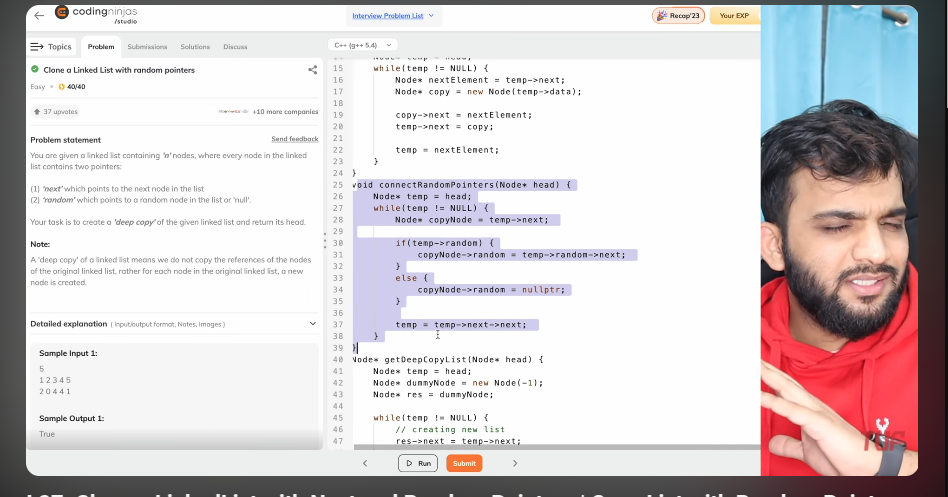 codingninjas
/studio
Interview Problem List
Recap'23
Your EXP
Topics
Problem
Submissions
Solutions
Discuss
C++ (g++ 5.4)
Clone a Linked List with random pointers
Easy
40/40
37 upvotes
+10 more companies
Problem statement
Send feedback
You are given a linked list containing 'n' nodes, where every node in the linked
list contains two pointers:
(1) 'next' which points to the next node in the list
(2) 'random' which points to a random node in the list or 'null'.
Your task is to create a 'deep copy' of the given linked list and return its head.
Note:
A 'deep copy' of a linked list means we do not copy the references of the nodes
of the original linked list, rather for each node in the original linked list, a new
node is created.
Detailed explanation ( Input/output format, Notes, Images )
Sample Input 1:
5
1 2 3 4 5
2 0 4 4 1
Sample Output 1:
True
15 while(temp != NULL) {
16 Node* nextElement = temp->next;
17 Node* copy = new Node(temp->data);
18
19 copy->next = nextElement;
20 temp->next = copy;
21
22 temp = nextElement;
23 }
24 }
25 void connectRandomPointers(Node* head) {
26 Node* temp = head;
27 while(temp != NULL) {
28 Node* copyNode = temp->next;
29
30 if(temp->random) {
31 copyNode->random = temp->random->next;
32 }
33 else {
34 copyNode->random = nullptr;
35 }
36
37 temp = temp->next->next;
38 }
39 }
40 Node* getDeepCopyList(Node* head) {
41 Node* temp = head;
42 Node* dummyNode = new Node(-1);
43 Node* res = dummyNode;
44
45 while(temp != NULL) {
46 // creating new list
47 res->next = temp->next;
Run
Submit
TUF